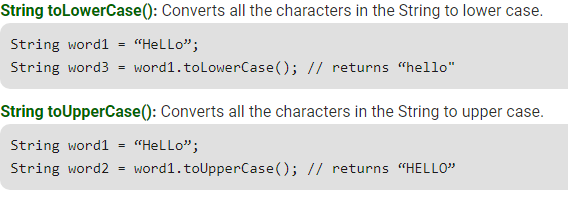 String toLowerCase(): Converts all the characters in the String to lower case.
String word1 = “HeLLo”;
String word3 = word1.toLowerCase(); // returns “hello"
String toUpperCase(): Converts all the characters in the String to upper case.
String word1 = “HeLLo”;
String word2 = word1.toUpperCase(); // returns “HELLO”